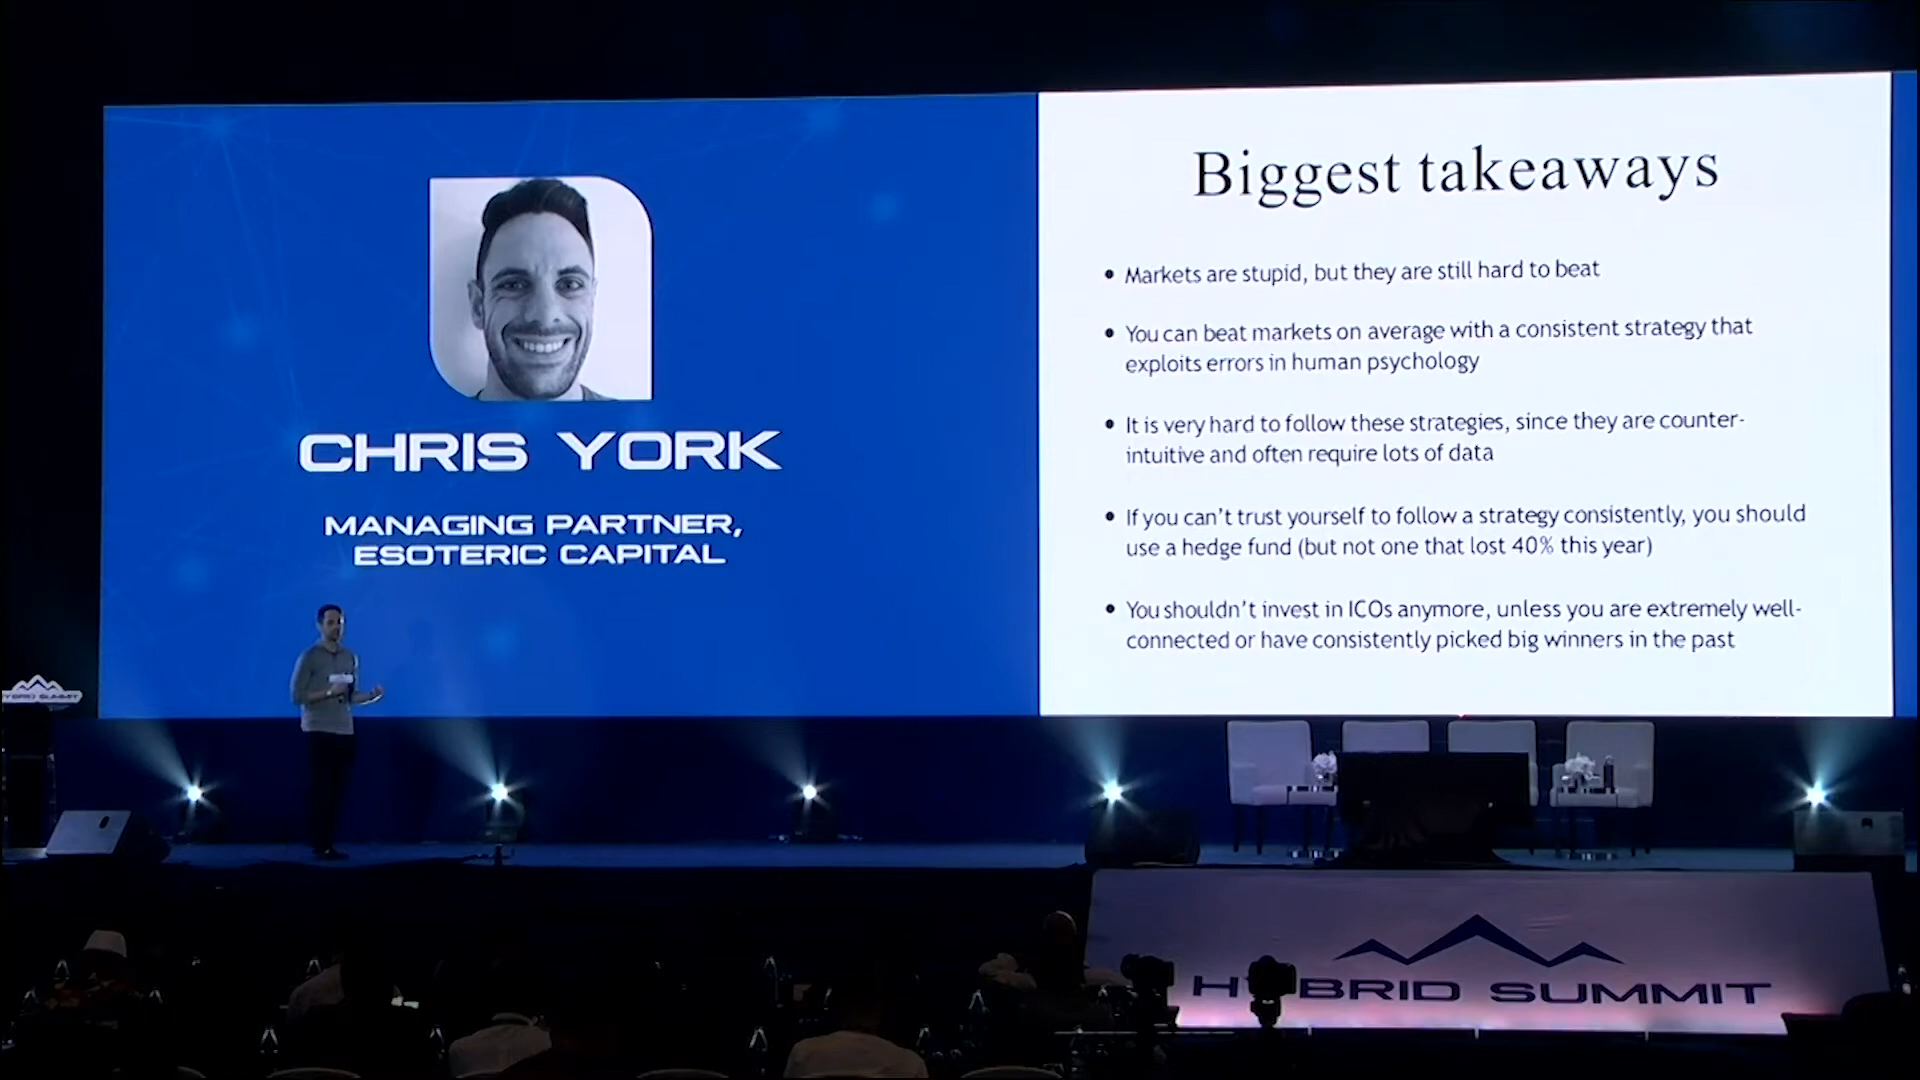 CHRIS YORK
MANAGING PARTNER,
ESOTERIC CAPITAL
Biggest takeaways
• Markets are stupid, but they are still hard to beat
• You can beat markets on average with a consistent strategy that
exploits errors in human psychology
• It is very hard to follow these strategies, since they are counter-
intuitive and often require lots of data
• If you can't trust yourself to follow a strategy consistently, you should
use a hedge fund (but not one that lost 40% this year)
• You shouldn't invest in ICOs anymore, unless you are extremely well-
connected or have consistently picked big winners in the past
HYBRID SUMMIT
HYBRID SUMMIT